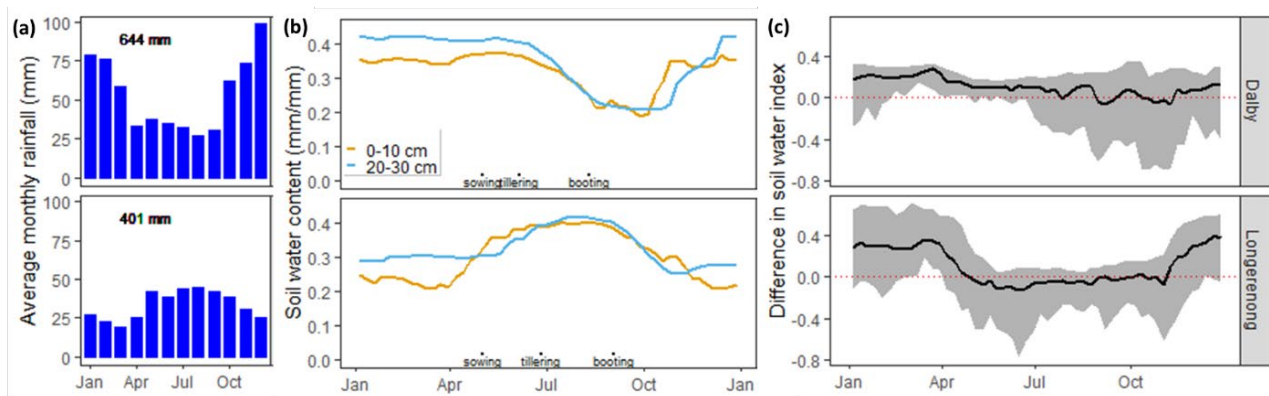 (a)
Average monthly rainfall (mm)
100
75
50
25
0
644 mm
100
75
50
25
0
401 mm
Jan Apr Jul Oct
(b)
Soil water content (mm/mm)
0.4
0.3
0.2
0.1
0.0
0-10 cm
20-30 cm
sowing tillering booting
0.4
0.3
0.2
0.1
0.0
sowing tillering booting
Jan Apr Jul Oct Jan
(c)
Difference in soil water index
0.4
0.0
-0.4
-0.8
Dalby
0.4
0.0
-0.4
-0.8
Longerenong
Jan Apr Jul Oct